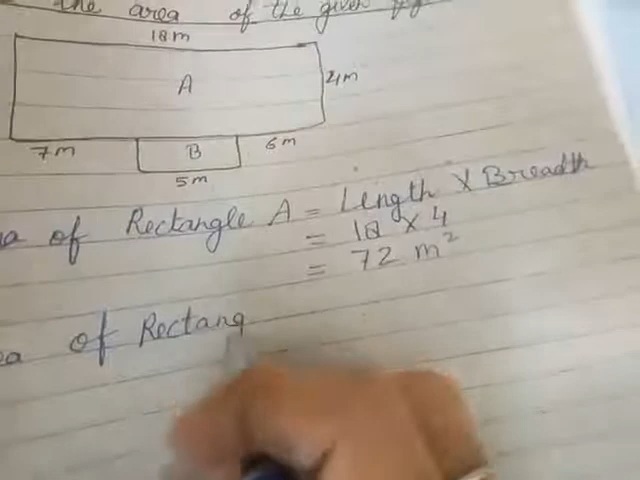 the area of the given
18m
A
4m
7m
B
6m
5m
of Rectangle A = Length X Breadth
= 18 × 4
= 72 m²
of Rectang